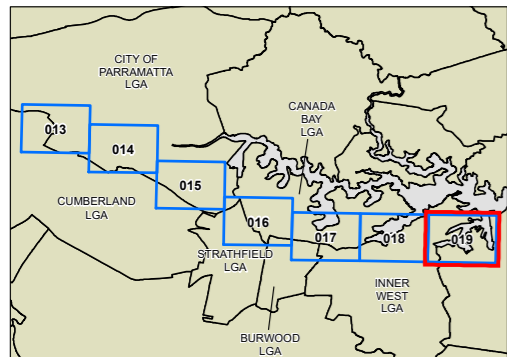 CITY OF
PARRAMATTA
LGA
CANADA
BAY
LGA
013
014
015
CUMBERLAND
LGA
016
017
018
019
STRATHFIELD
LGA
INNER
WEST
LGA
BURWOOD
LGA